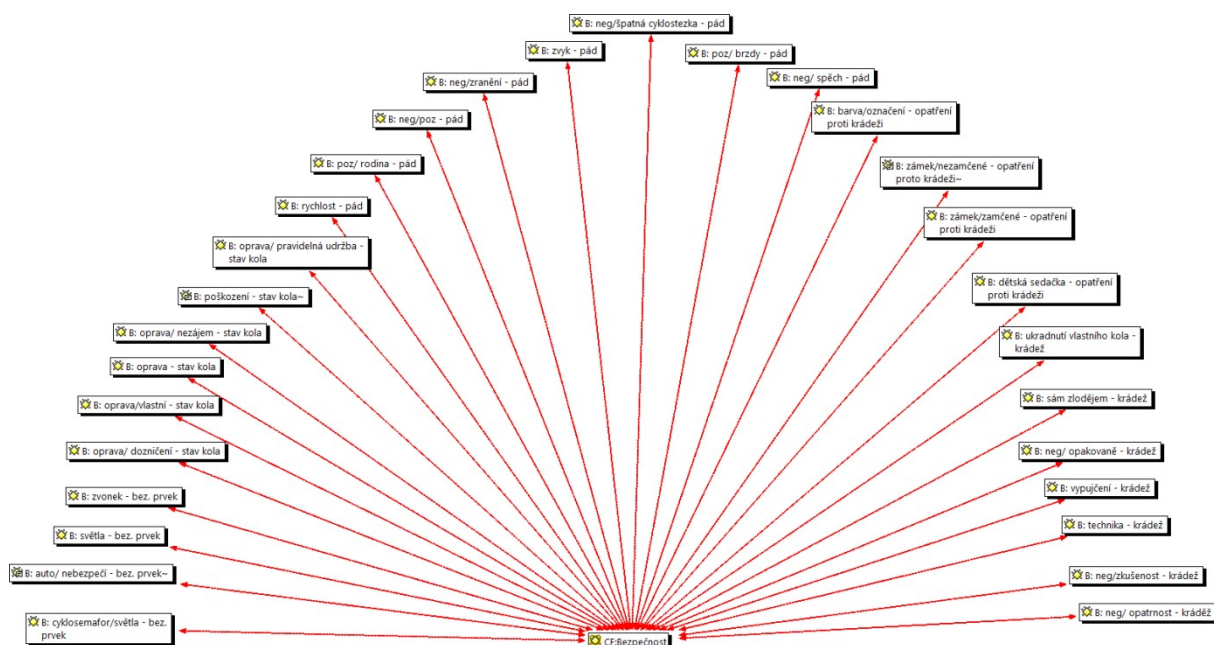 B: neg/špatná cyklostezka - pád
B: zvyk - pád
B: poz/ brzdy - pád
B: neg/zranění - pád
B: neg/ spěch - pád
B: neg/poz - pád
B: barva/označení - opatření
proti krádeži
B: poz/ rodina - pád
B: zámek/nezamčené - opatření
proto krádeži~
B: rychlost - pád
B: zámek/zamčené - opatření
proti krádeži
B: oprava/ pravidelná udržba -
stav kola
B: poškození - stav kola~
B: dětská sedačka - opatření
proti krádeži
B: oprava/ nezájem - stav kola
B: ukradnutí vlastního kola -
krádež
B: oprava - stav kola
B: oprava/vlastní - stav kola
B: sám zlodějem - krádež
B: oprava/ dozničení - stav kola
B: neg/ opakovaně - krádež
B: zvonek - bez. prvek
B: vypujčení - krádež
B: světla - bez. prvek
B: technika - krádež
B: auto/ nebezpečí - bez. prvek~
B: neg/zkušenost - krádež
B: cyklosemafor/světla - bez.
prvek
B: neg/ opatrnost - kráděž
CF:Bezpečnost